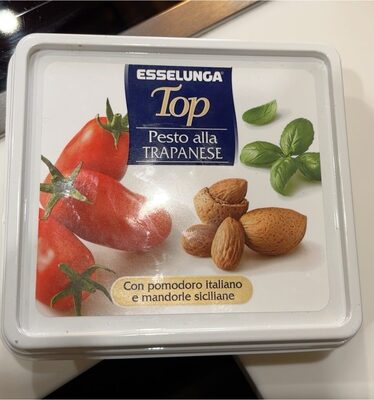 ESSELUNGA
Top
Pesto alla
TRAPANESE
Con pomodoro italiano
e mandorle siciliane